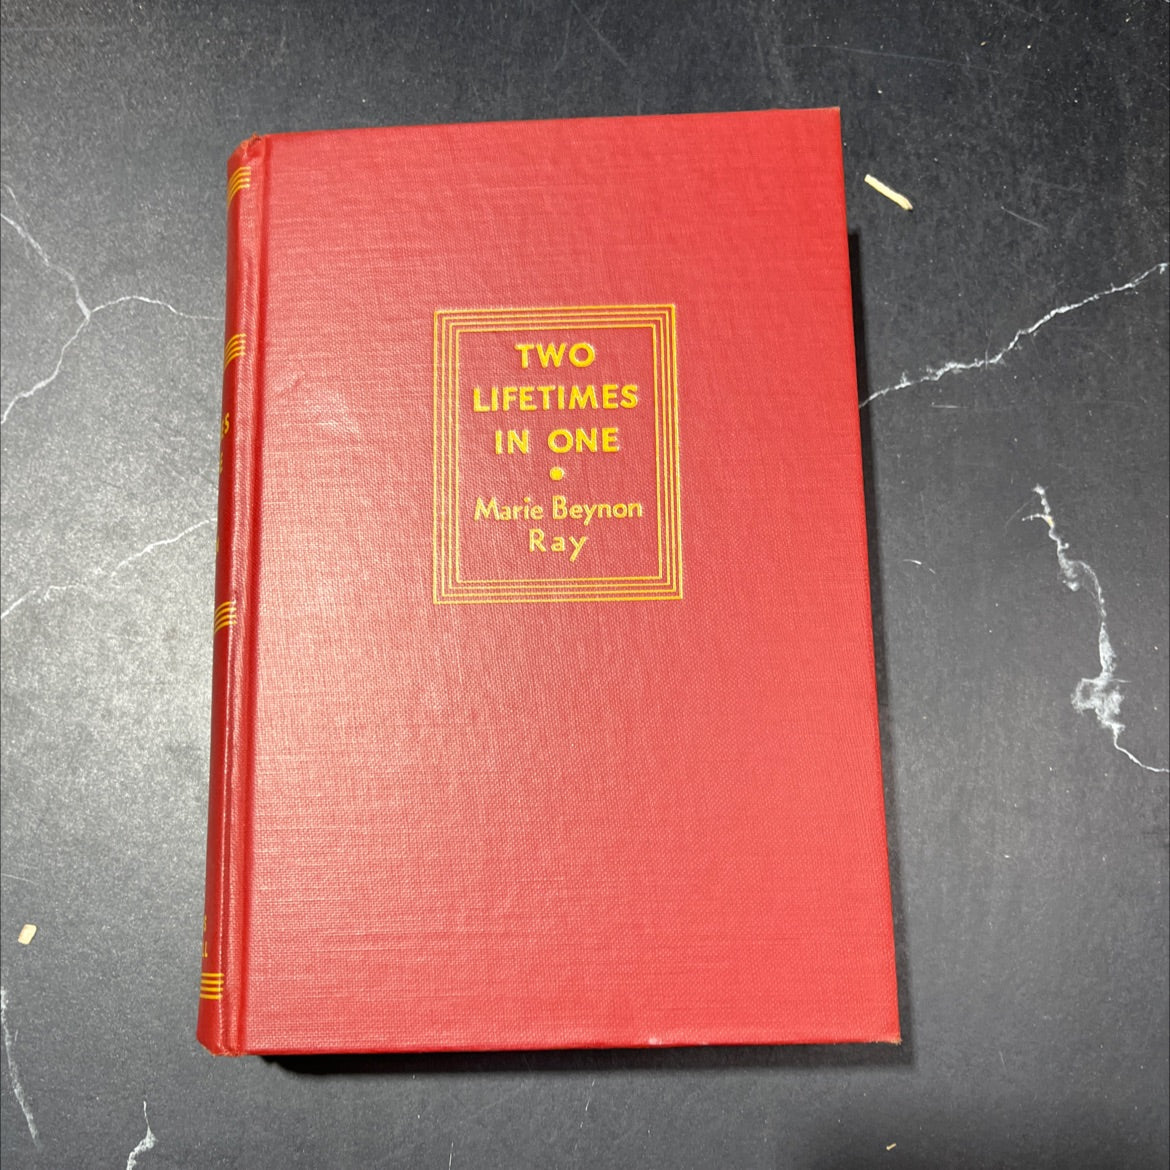 TWO
LIFETIMES
IN ONE
Marie Beynon
Ray